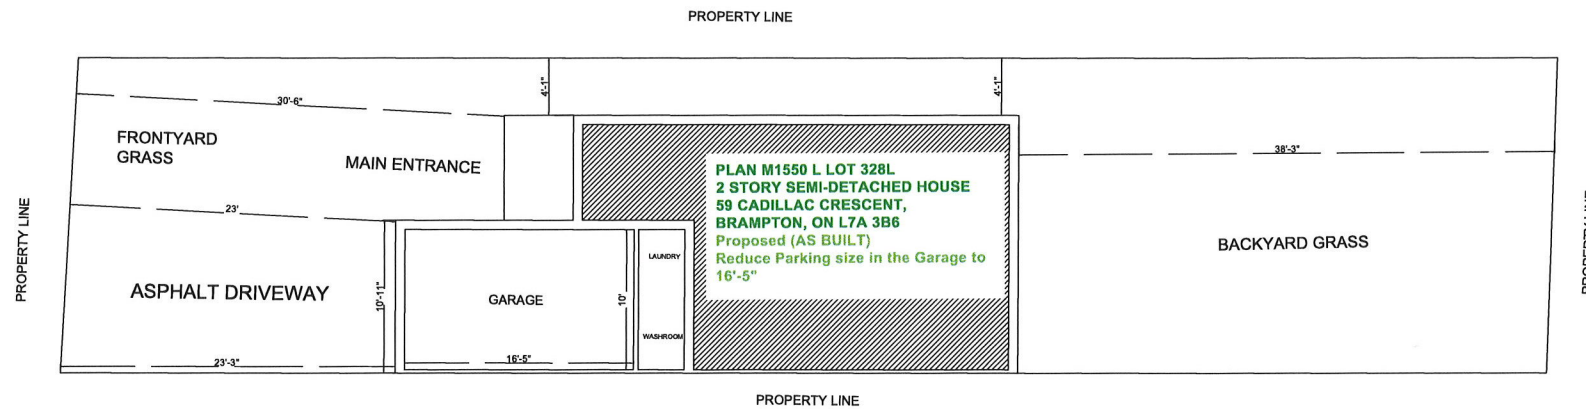 PROPERTY LINE
4'-1"
4'-1"
30'-6"
FRONTYARD
GRASS
MAIN ENTRANCE
38'-3"
PLAN M1550 L LOT 328L
2 STORY SEMI-DETACHED HOUSE
59 CADILLAC CRESCENT,
BRAMPTON, ON L7A 3B6
Proposed (AS BUILT)
Reduce Parking size in the Garage to
16'-5"
23'
PROPERTY LINE
BACKYARD GRASS
LAUNDRY
ASPHALT DRIVEWAY
10'-11"
GARAGE
10'
WASHROOM
23'-3"
16'-5"
PROPERTY LINE